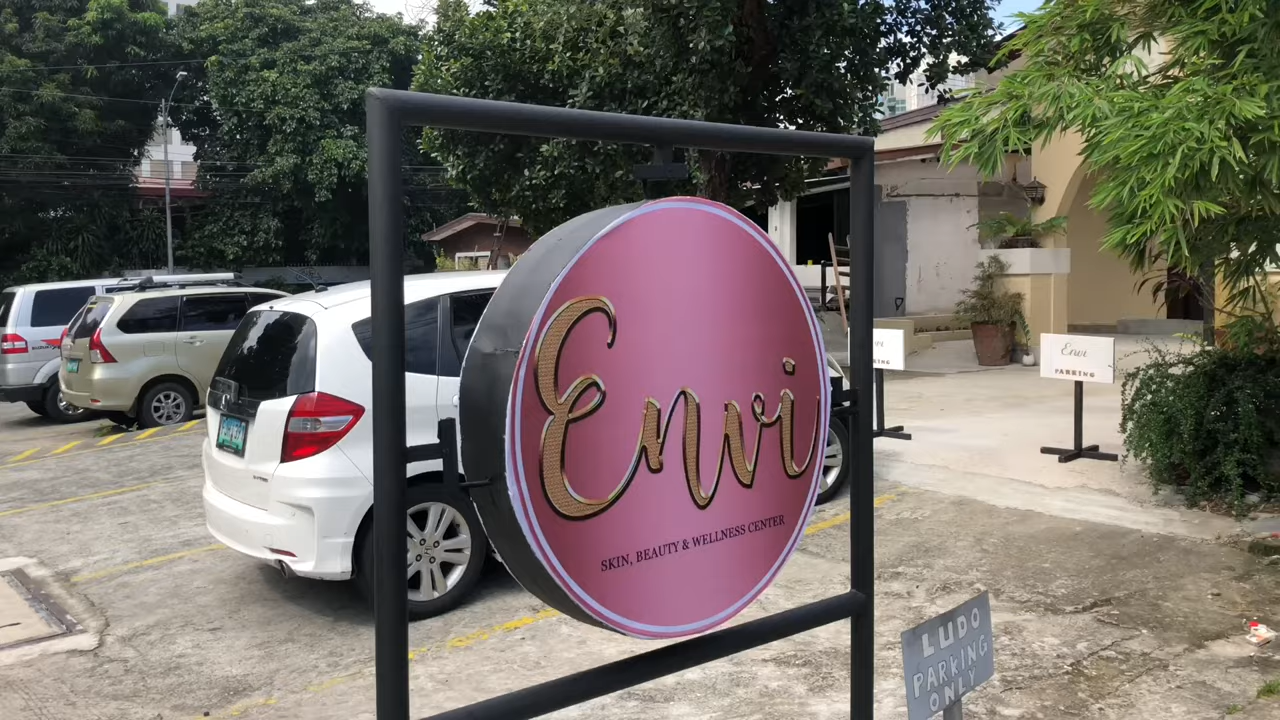 Envi
SKIN, BEAUTY & WELLNESS CENTER
Envi
PARKING
LUDO
PARKING
ONLY